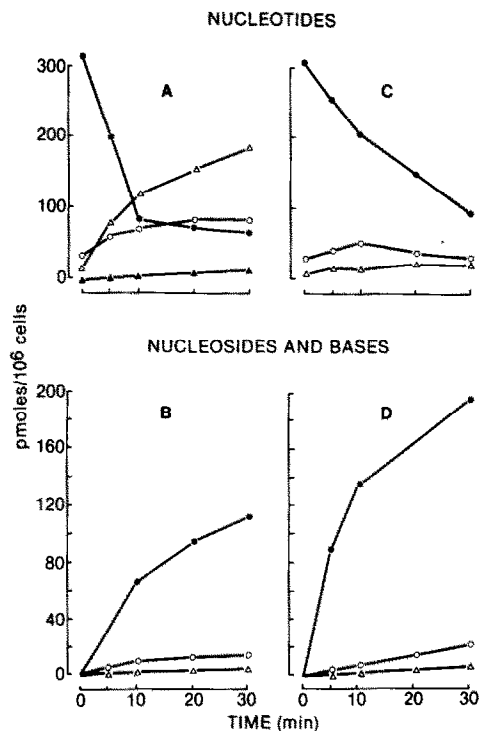 NUCLEOTIDES
300
200
100
0
A
C
pmoles/10⁶ cells
NUCLEOSIDES AND BASES
200
160
120
80
40
0
B
D
0 10 20 30
0 10 20 30
TIME (min)